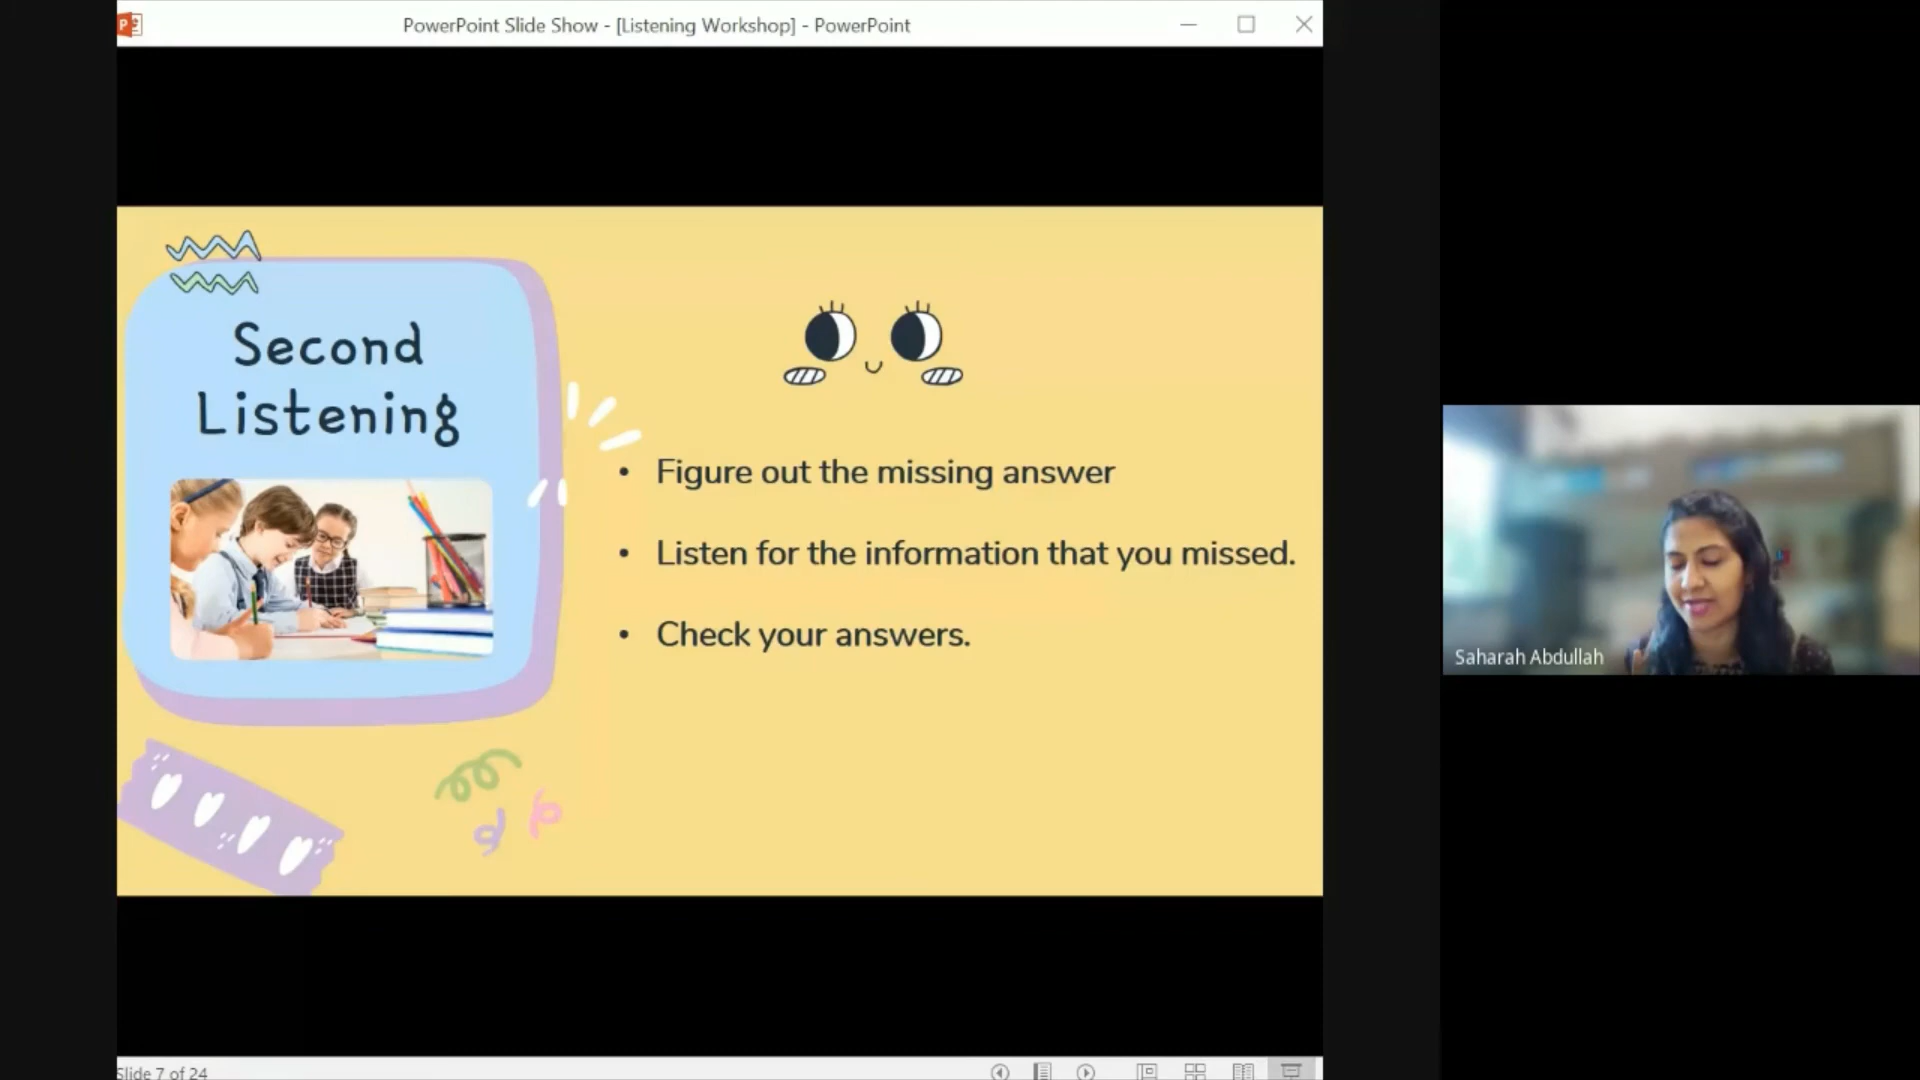 PowerPoint Slide Show - [Listening Workshop] - PowerPoint
Second
Listening
• Figure out the missing answer
• Listen for the information that you missed.
• Check your answers.
Saharah Abdullah
Slide 7 of 24